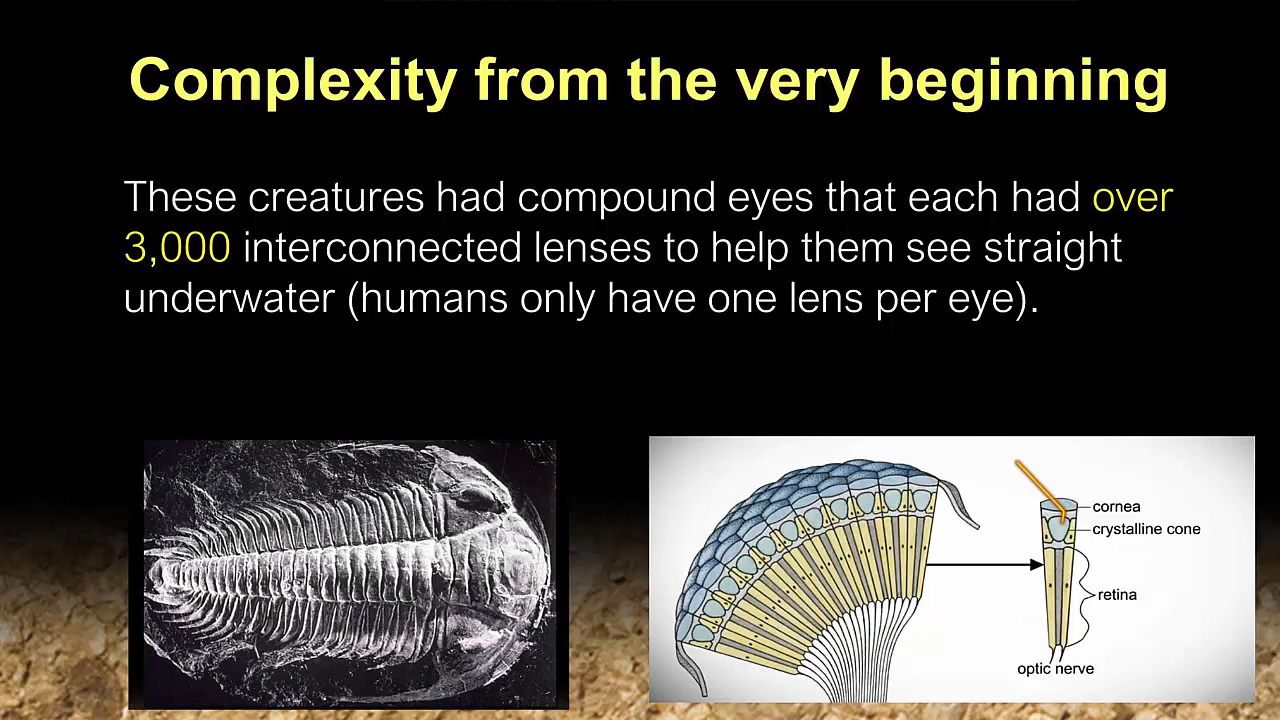 Complexity from the very beginning
These creatures had compound eyes that each had over
3,000 interconnected lenses to help them see straight
underwater (humans only have one lens per eye).
cornea
crystalline cone
retina
optic nerve